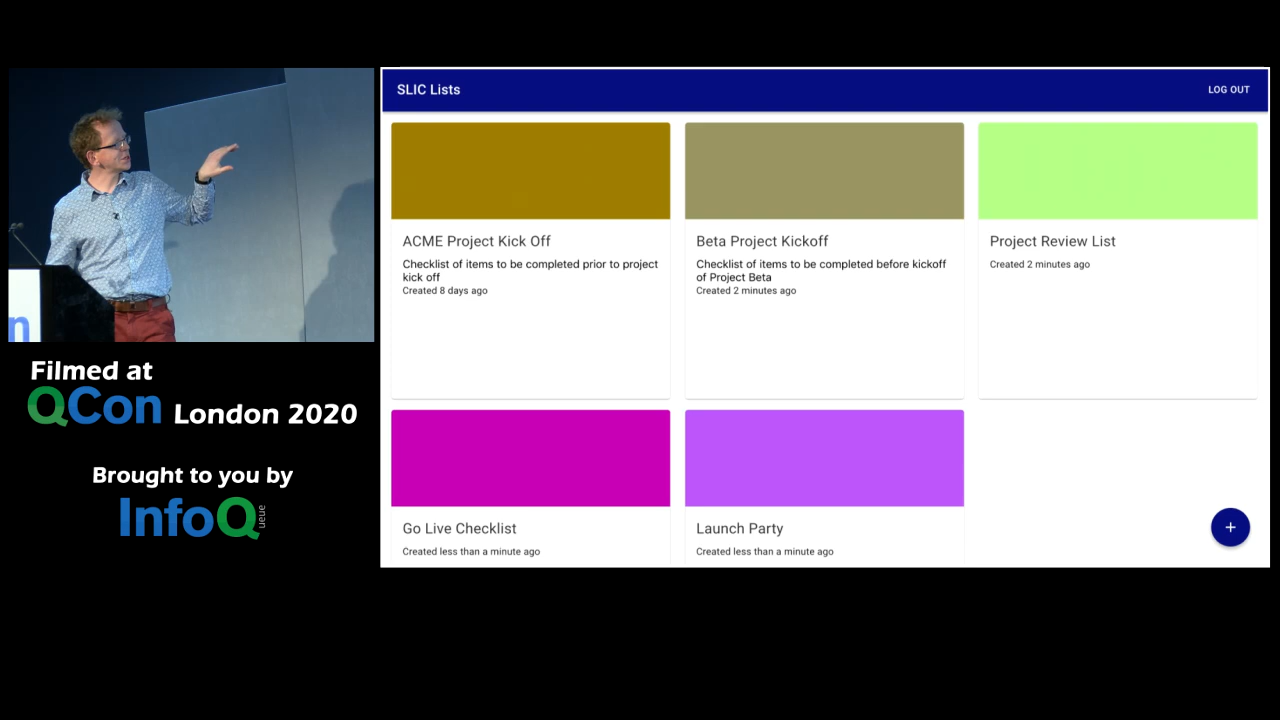 SLIC Lists
LOG OUT
ACME Project Kick Off
Checklist of items to be completed prior to project
kick off
Created 8 days ago
Beta Project Kickoff
Checklist of items to be completed before kickoff
of Project Beta
Created 2 minutes ago
Project Review List
Created 2 minutes ago
Go Live Checklist
Created less than a minute ago
Launch Party
Created less than a minute ago
+
n
Filmed at
QCon London 2020
Brought to you by
InfoQueue